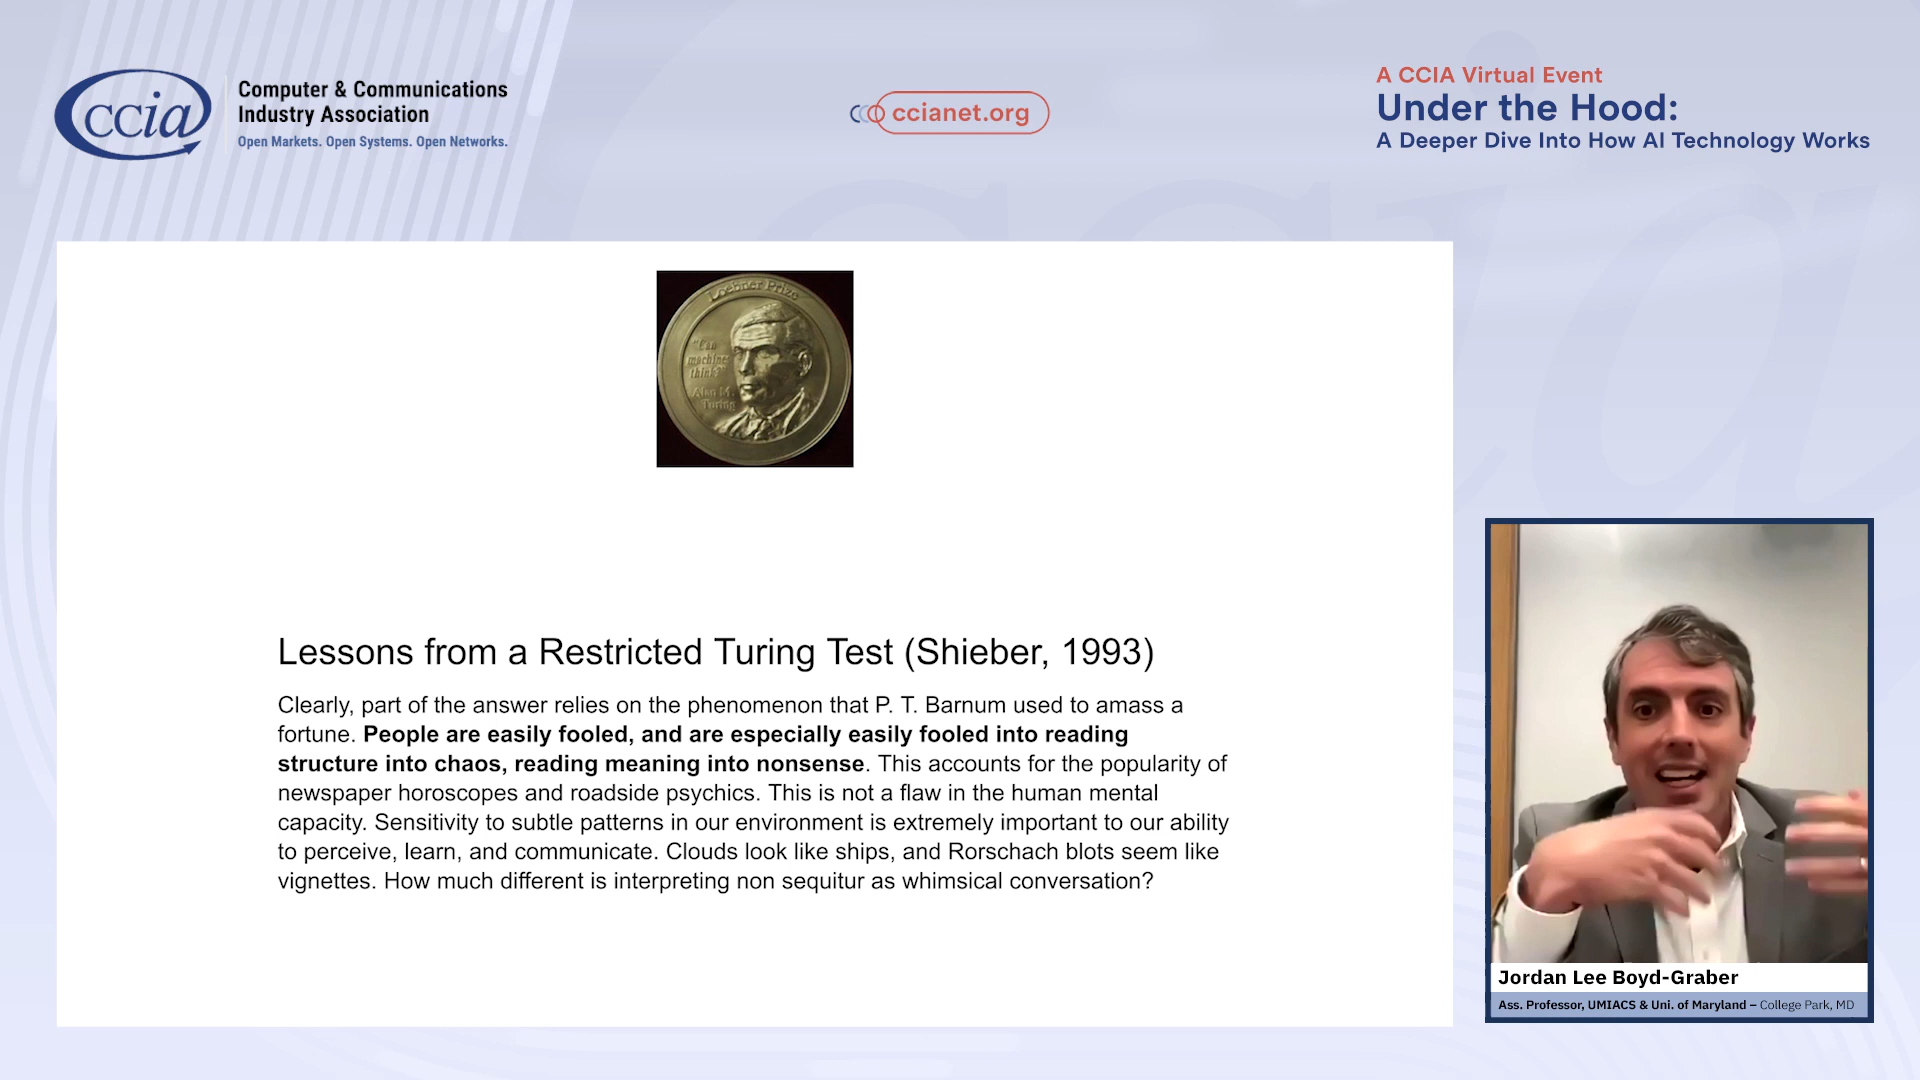 ccia
Computer & Communications
Industry Association
Open Markets. Open Systems. Open Networks.
ccianet.org
A CCIA Virtual Event
Under the Hood:
A Deeper Dive Into How AI Technology Works
Loebner Prize
"Can
machines
think?"
Alan M.
Turing
Lessons from a Restricted Turing Test (Shieber, 1993)
Clearly, part of the answer relies on the phenomenon that P. T. Barnum used to amass a
fortune. People are easily fooled, and are especially easily fooled into reading
structure into chaos, reading meaning into nonsense. This accounts for the popularity of
newspaper horoscopes and roadside psychics. This is not a flaw in the human mental
capacity. Sensitivity to subtle patterns in our environment is extremely important to our ability
to perceive, learn, and communicate. Clouds look like ships, and Rorschach blots seem like
vignettes. How much different is interpreting non sequitur as whimsical conversation?
Jordan Lee Boyd-Graber
Ass. Professor, UMIACS & Uni. of Maryland – College Park, MD